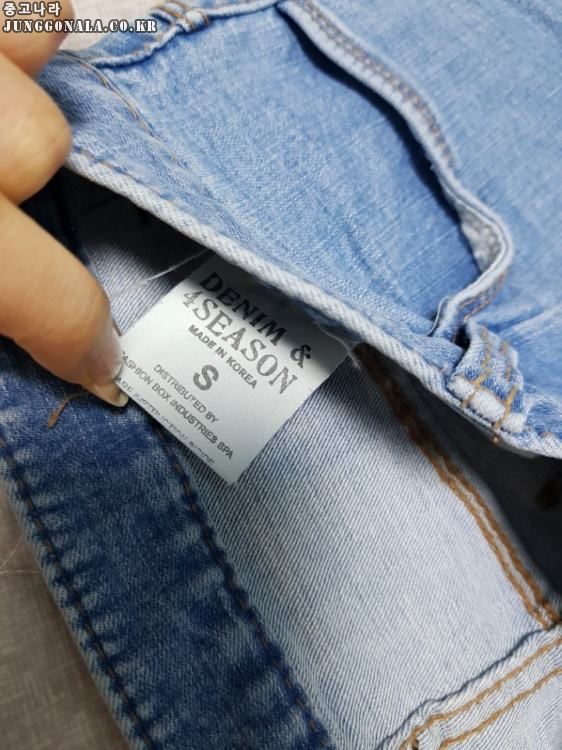 중고나라
JUNGGONALA.CO.KR
DENIM &
4SEASON
MADE IN KOREA
S
DISTRIBUTED BY
FASHION BOX INDUSTRIES SPA